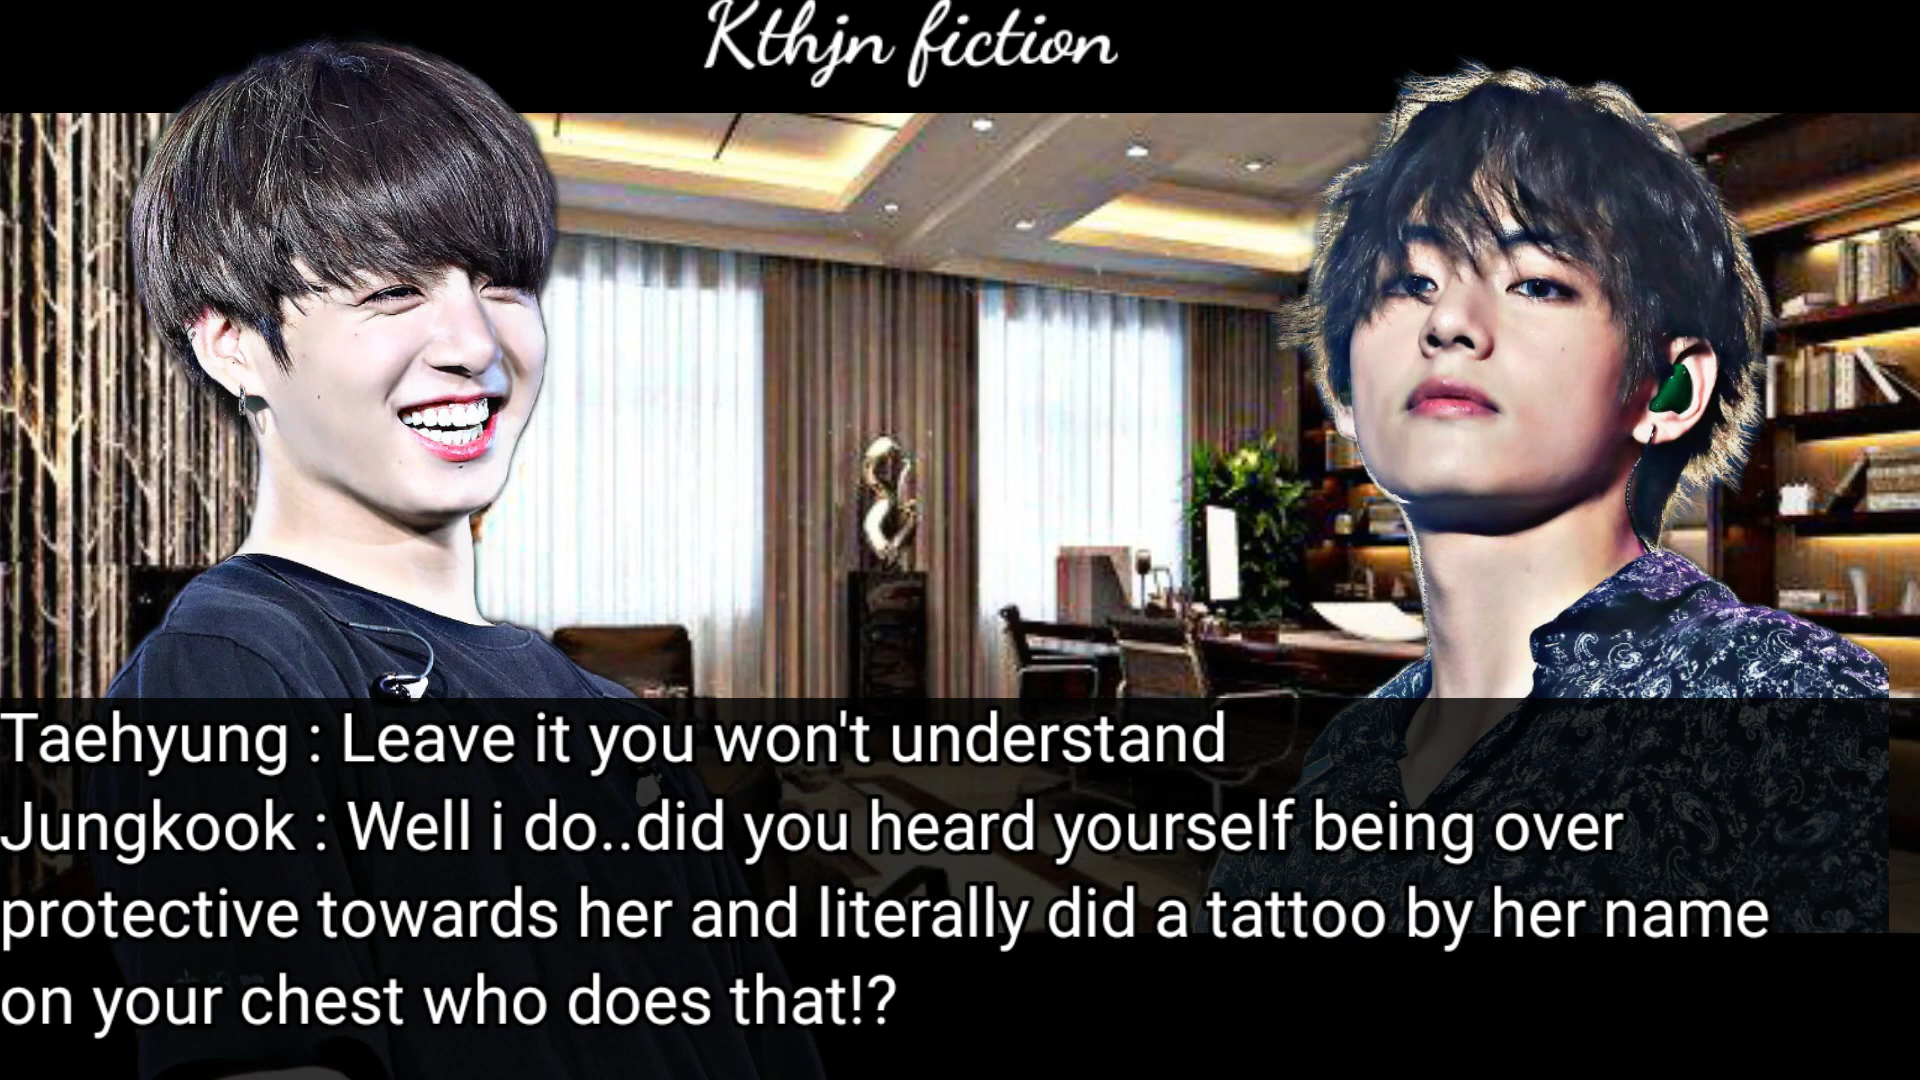 Kthjn fiction
Taehyung : Leave it you won't understand
Jungkook : Well i do..did you heard yourself being over
protective towards her and literally did a tattoo by her name
on your chest who does that!?